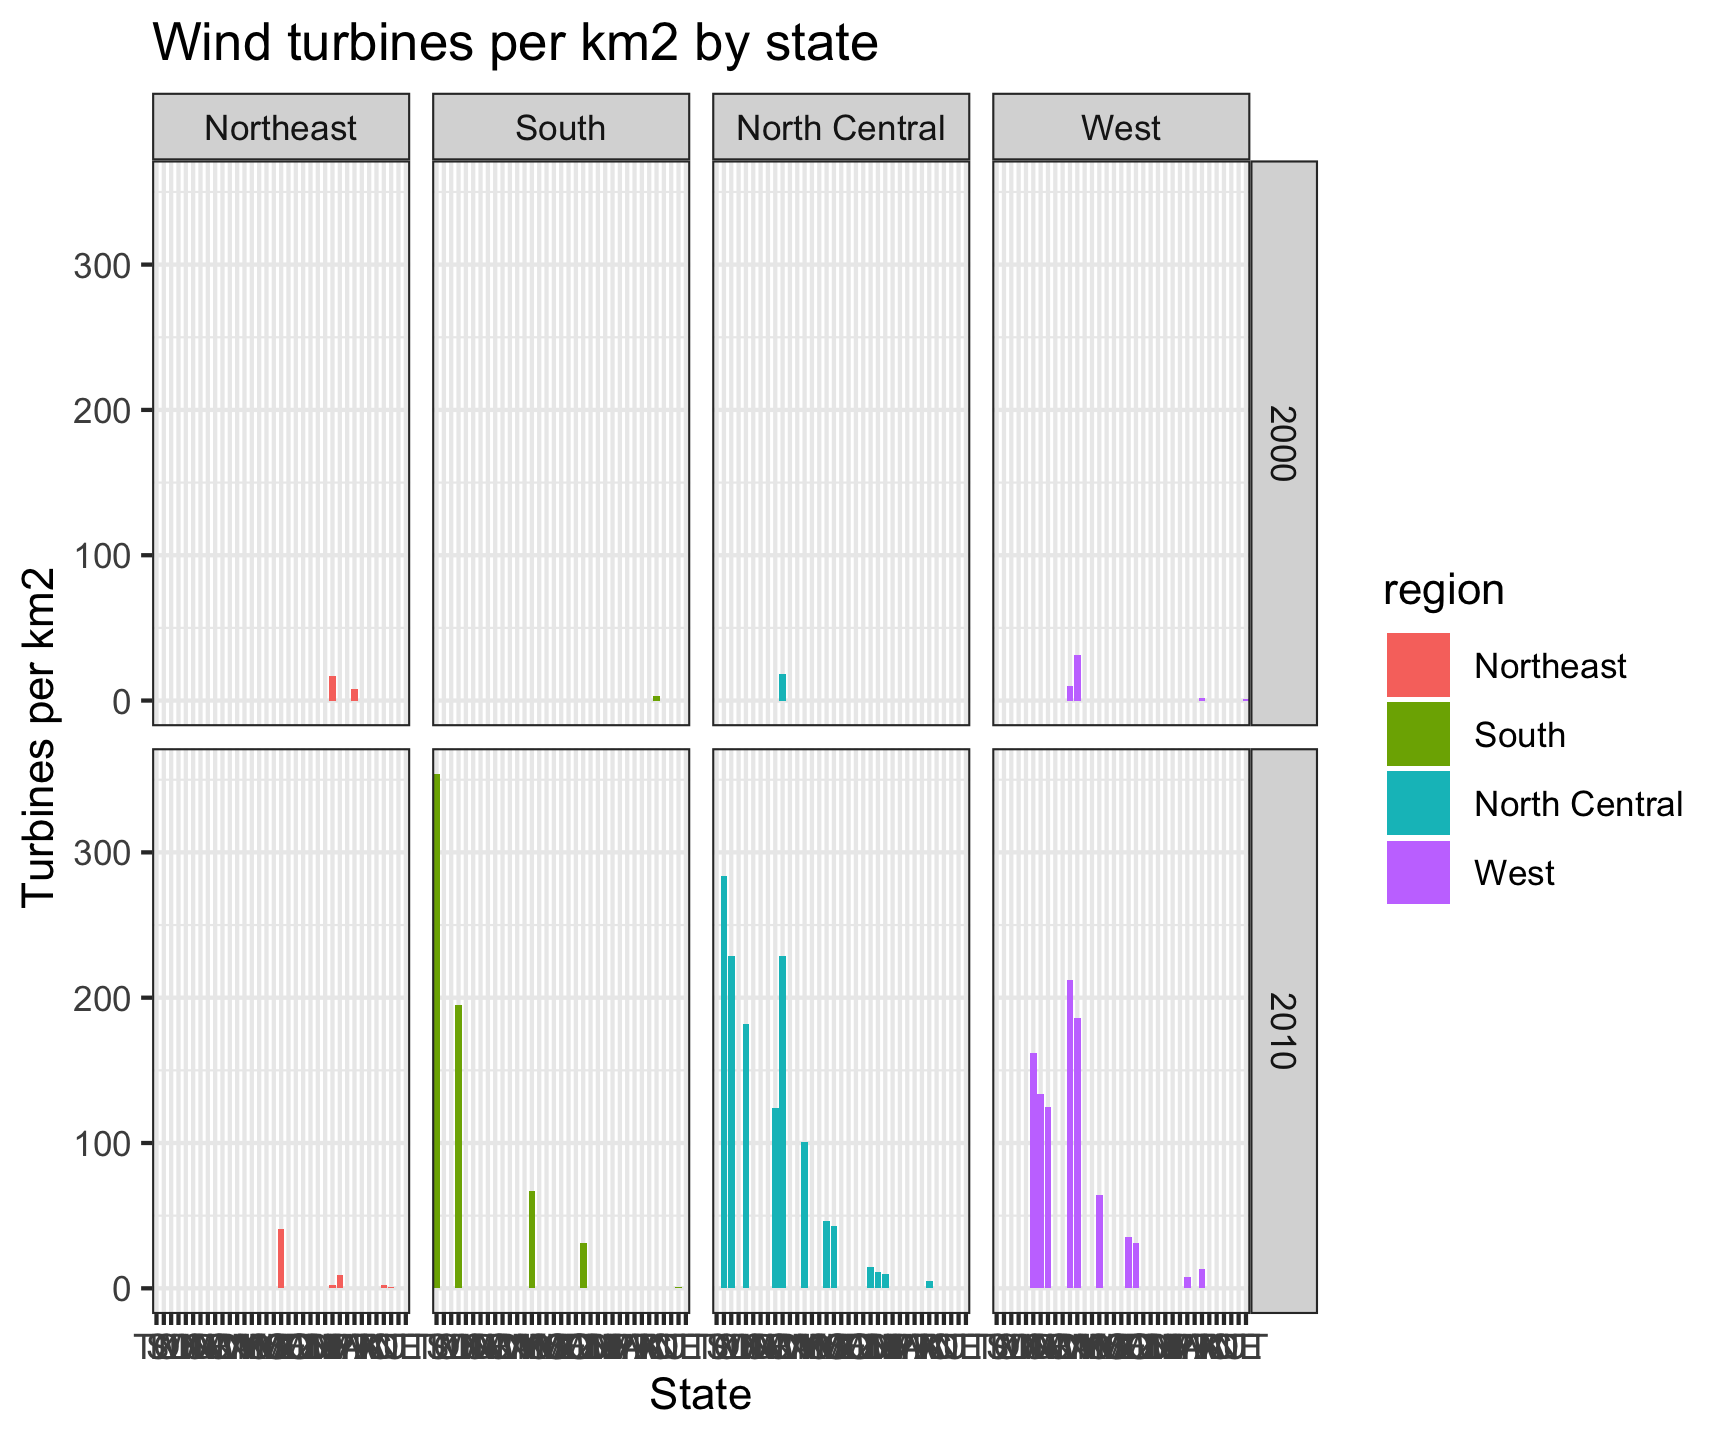 Wind turbines per km2 by state
Northeast
South
North Central
West
300
200
100
0
2000
300
200
100
0
2010
Turbines per km2
State
region
Northeast
South
North Central
West